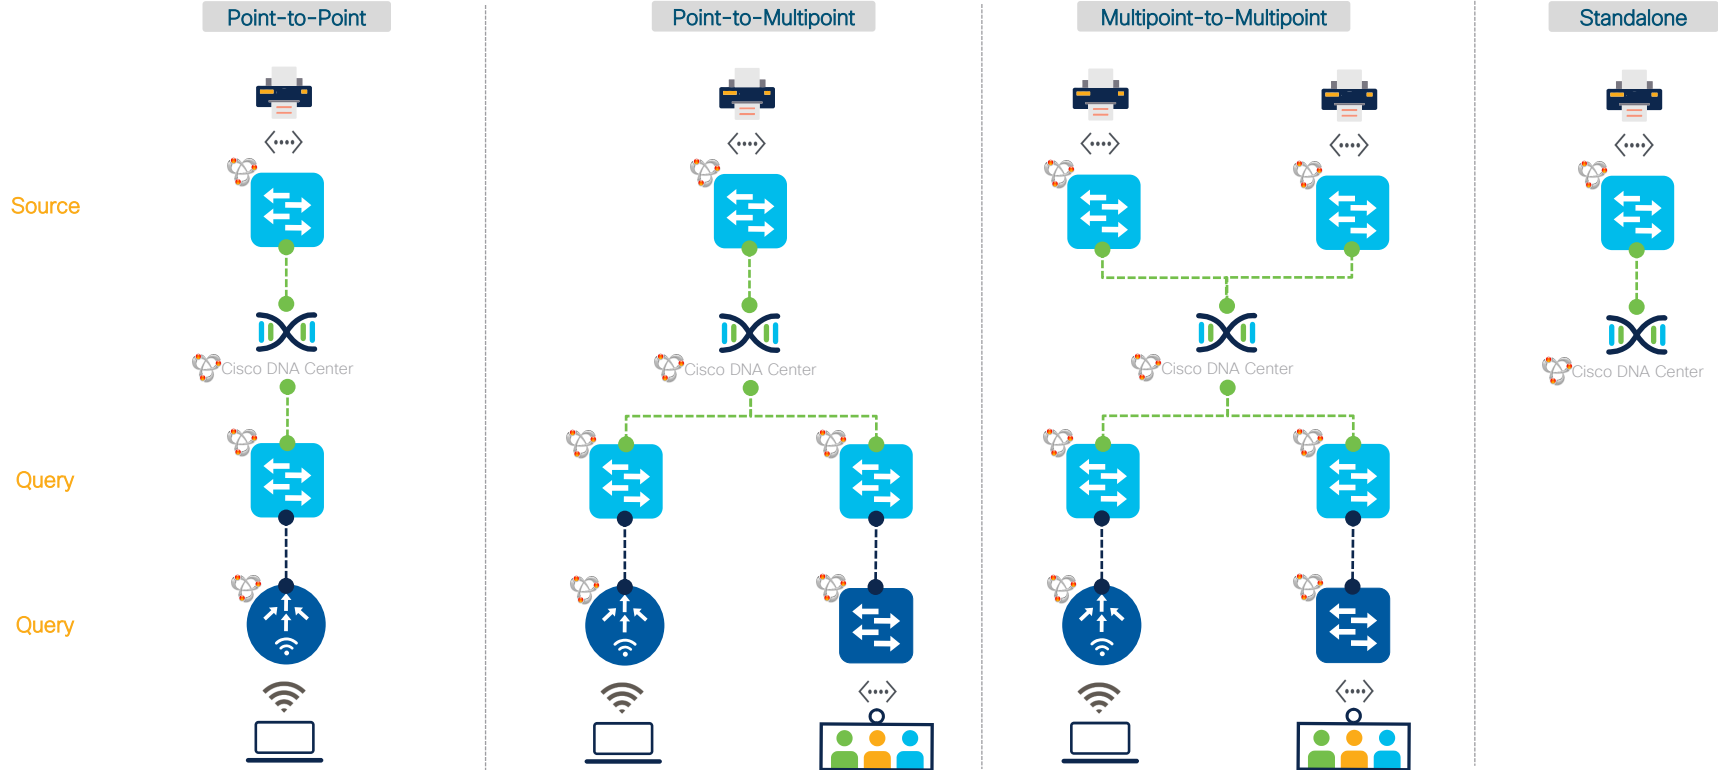 Point-to-Point
Point-to-Multipoint
Multipoint-to-Multipoint
Standalone
Source
Cisco DNA Center
Cisco DNA Center
Cisco DNA Center
Cisco DNA Center
Query
Query